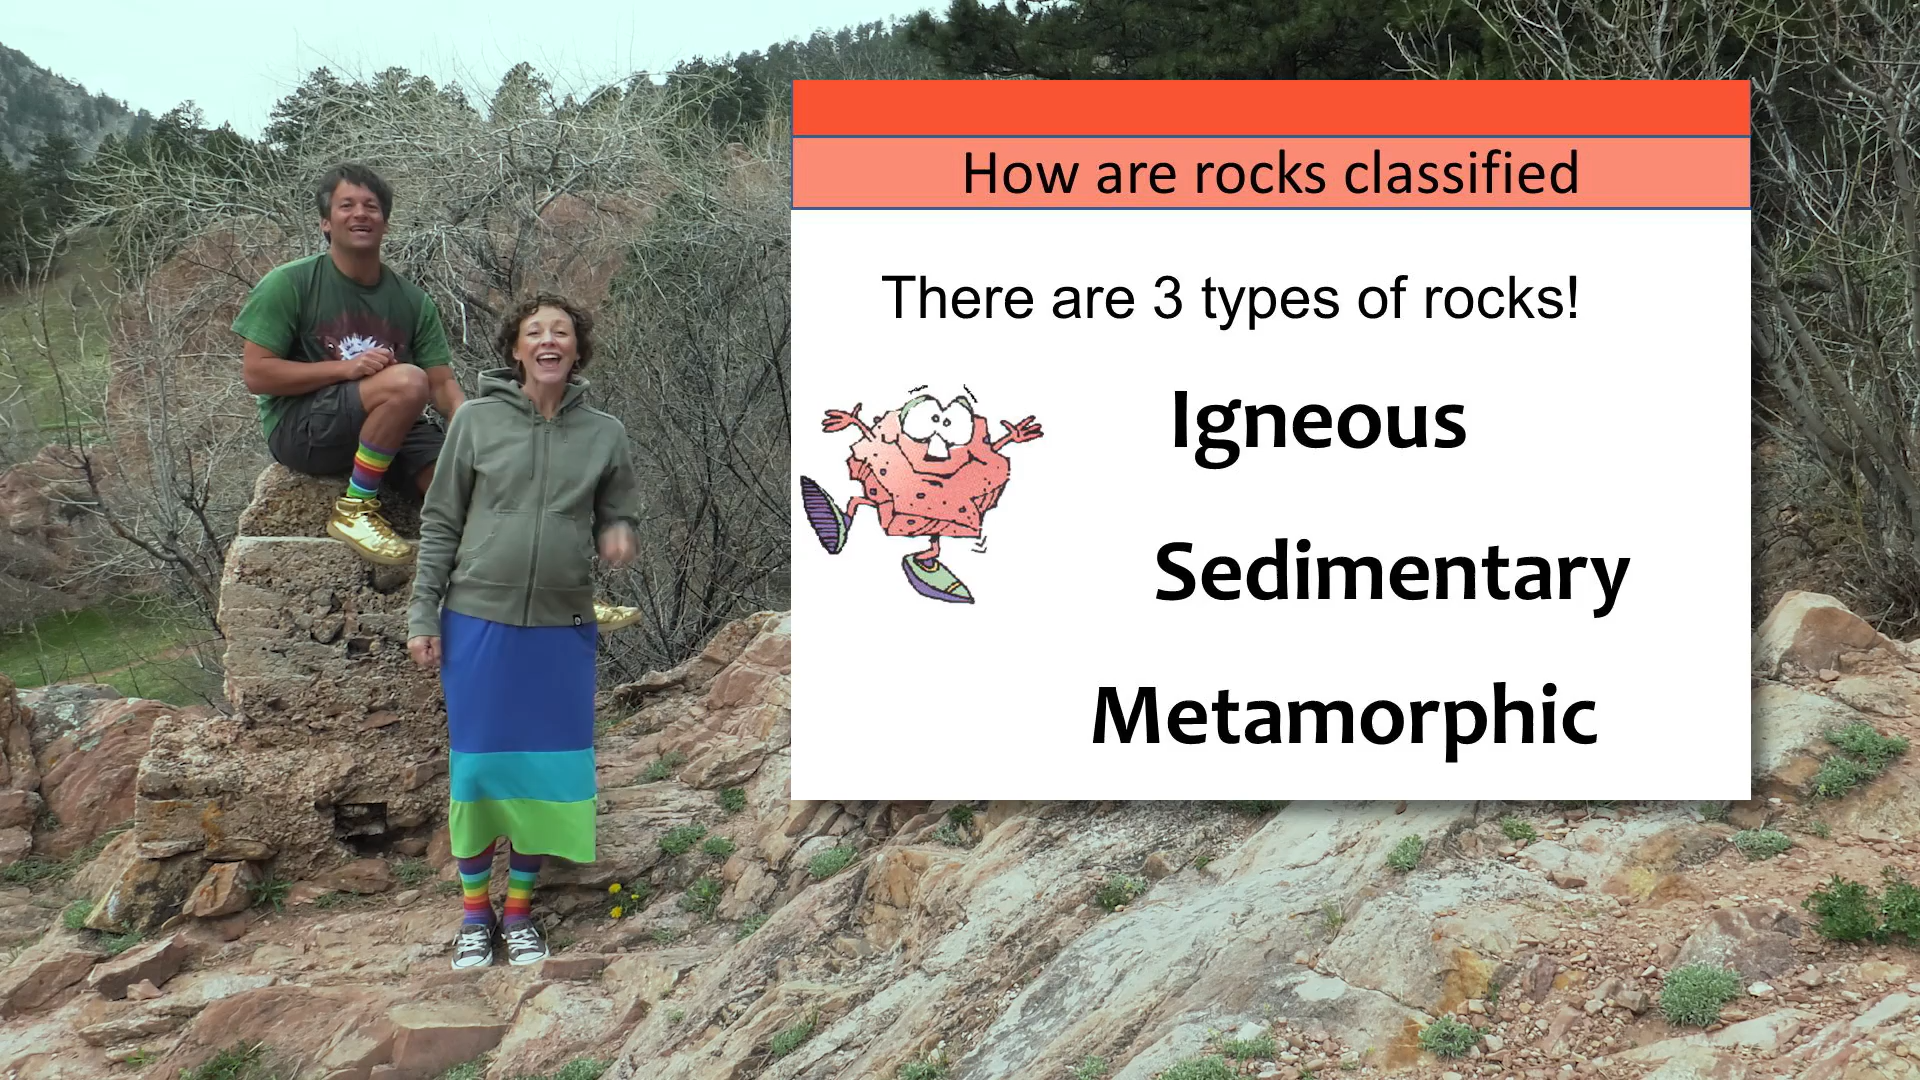 How are rocks classified
There are 3 types of rocks!
Igneous
Sedimentary
Metamorphic